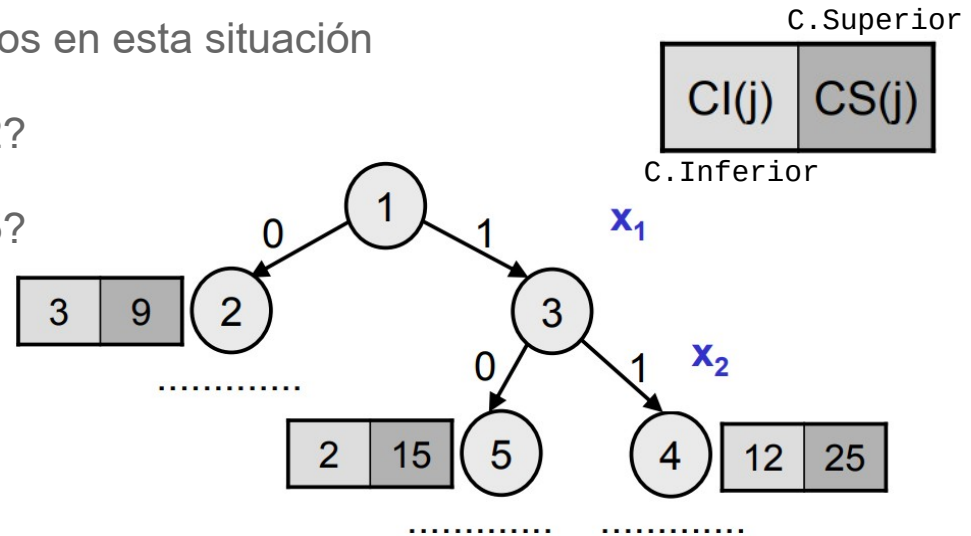 os en esta situación
C.Superior
CI(j) CS(j)
?
C.Inferior
?
1
0 1 x₁
3 9 2 3
0 1 x₂
.............
2 15 5 4 12 25
............. .............